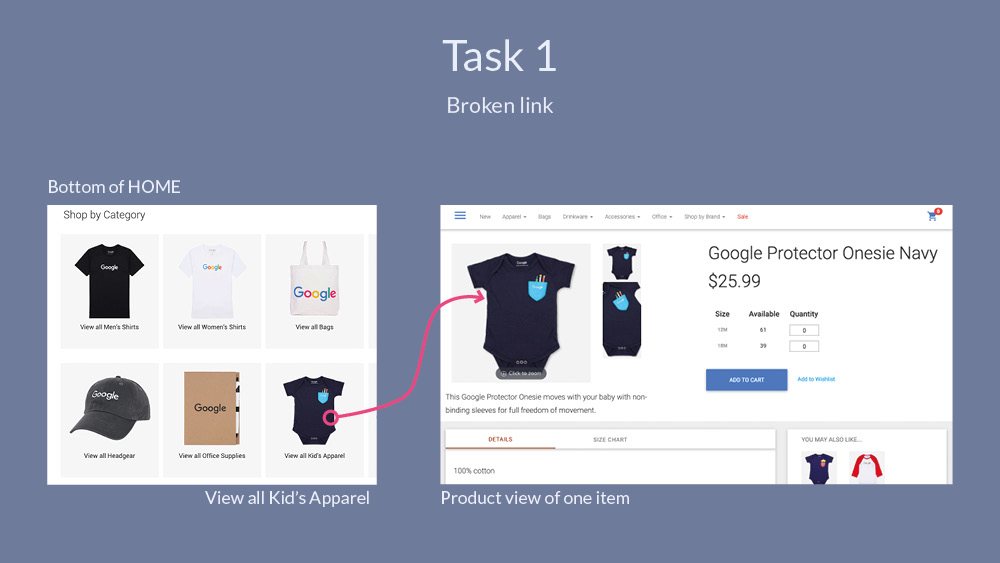 Task 1
Broken link
Bottom of HOME
Shop by Category
Google
Google
Google
View all Men's Shirts
View all Women's Shirts
View all Bags
Google
Google
View all Headgear
View all Office Supplies
View all Kid's Apparel
View all Kid's Apparel
New
Apparel
Bags
Drinkware
Accessories
Office
Shop by Brand
Sale
0
Google
Click to zoom
Google Protector Onesie Navy
$25.99
Size Available Quantity
12M 61 0
18M 39 0
ADD TO CART
Add to Wishlist
This Google Protector Onesie moves with your baby with non-
binding sleeves for full freedom of movement.
DETAILS
SIZE CHART
100% cotton
YOU MAY ALSO LIKE...
Product view of one item